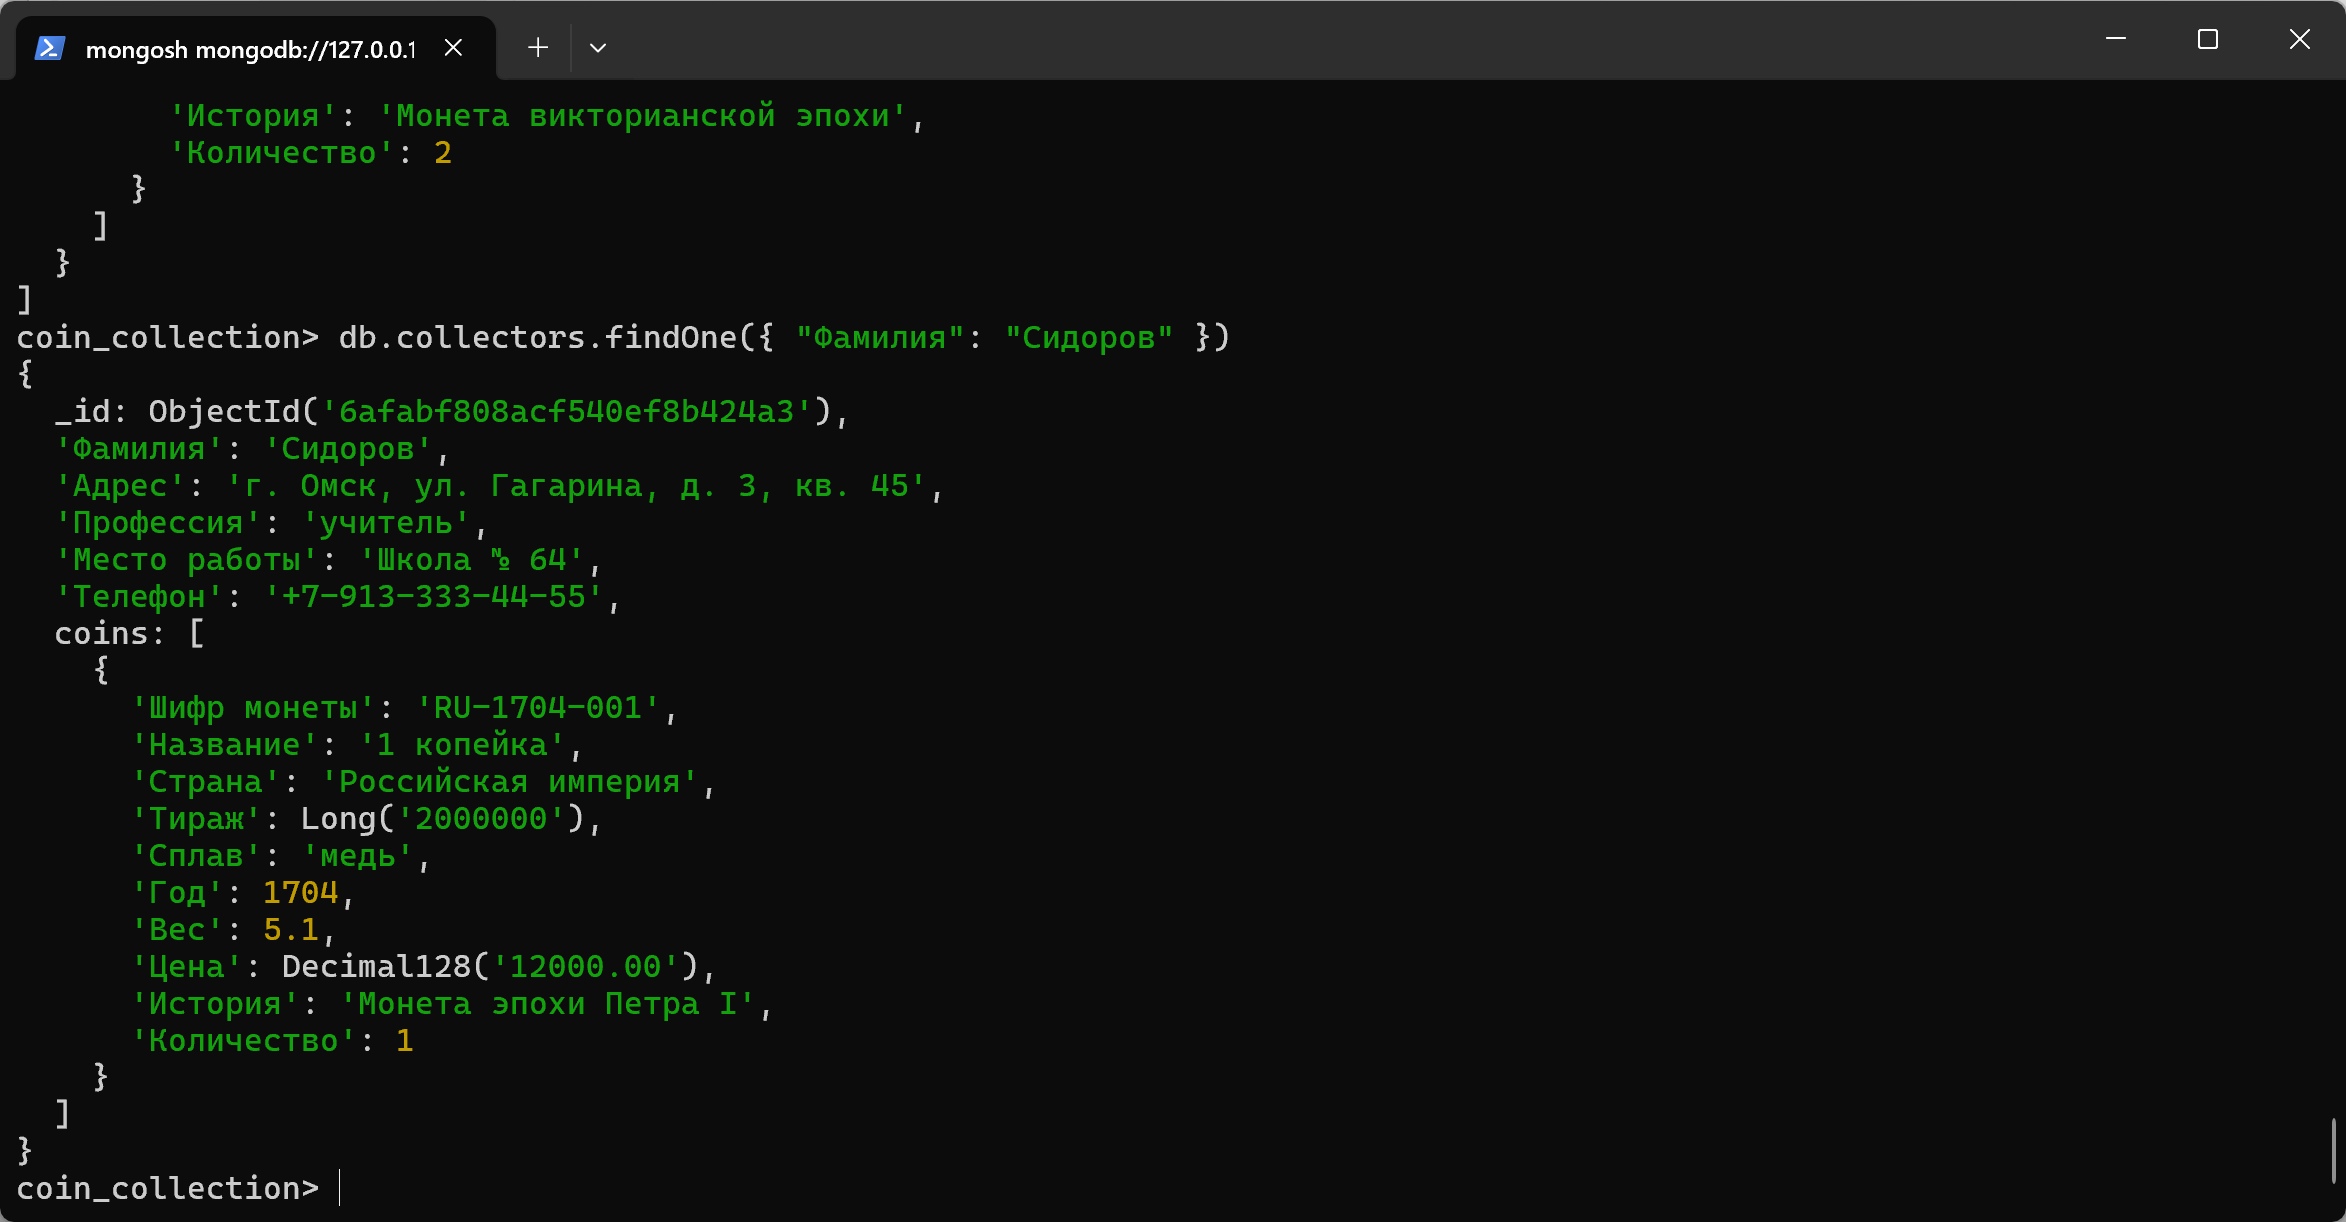 mongosh mongodb://127.0.0.1
'История': 'Монета викторианской эпохи',
'Количество': 2
}
]
}
]
coin_collection> db.collectors.findOne({ "Фамилия": "Сидоров" })
{
_id: ObjectId('6afabf808acf540ef8b424a3'),
'Фамилия': 'Сидоров',
'Адрес': 'г. Омск, ул. Гагарина, д. 3, кв. 45',
'Профессия': 'учитель',
'Место работы': 'Школа № 64',
'Телефон': '+7-913-333-44-55',
coins: [
{
'Шифр монеты': 'RU-1704-001',
'Название': '1 копейка',
'Страна': 'Российская империя',
'Тираж': Long('2000000'),
'Сплав': 'медь',
'Год': 1704,
'Вес': 5.1,
'Цена': Decimal128('12000.00'),
'История': 'Монета эпохи Петра I',
'Количество': 1
}
]
}
coin_collection>